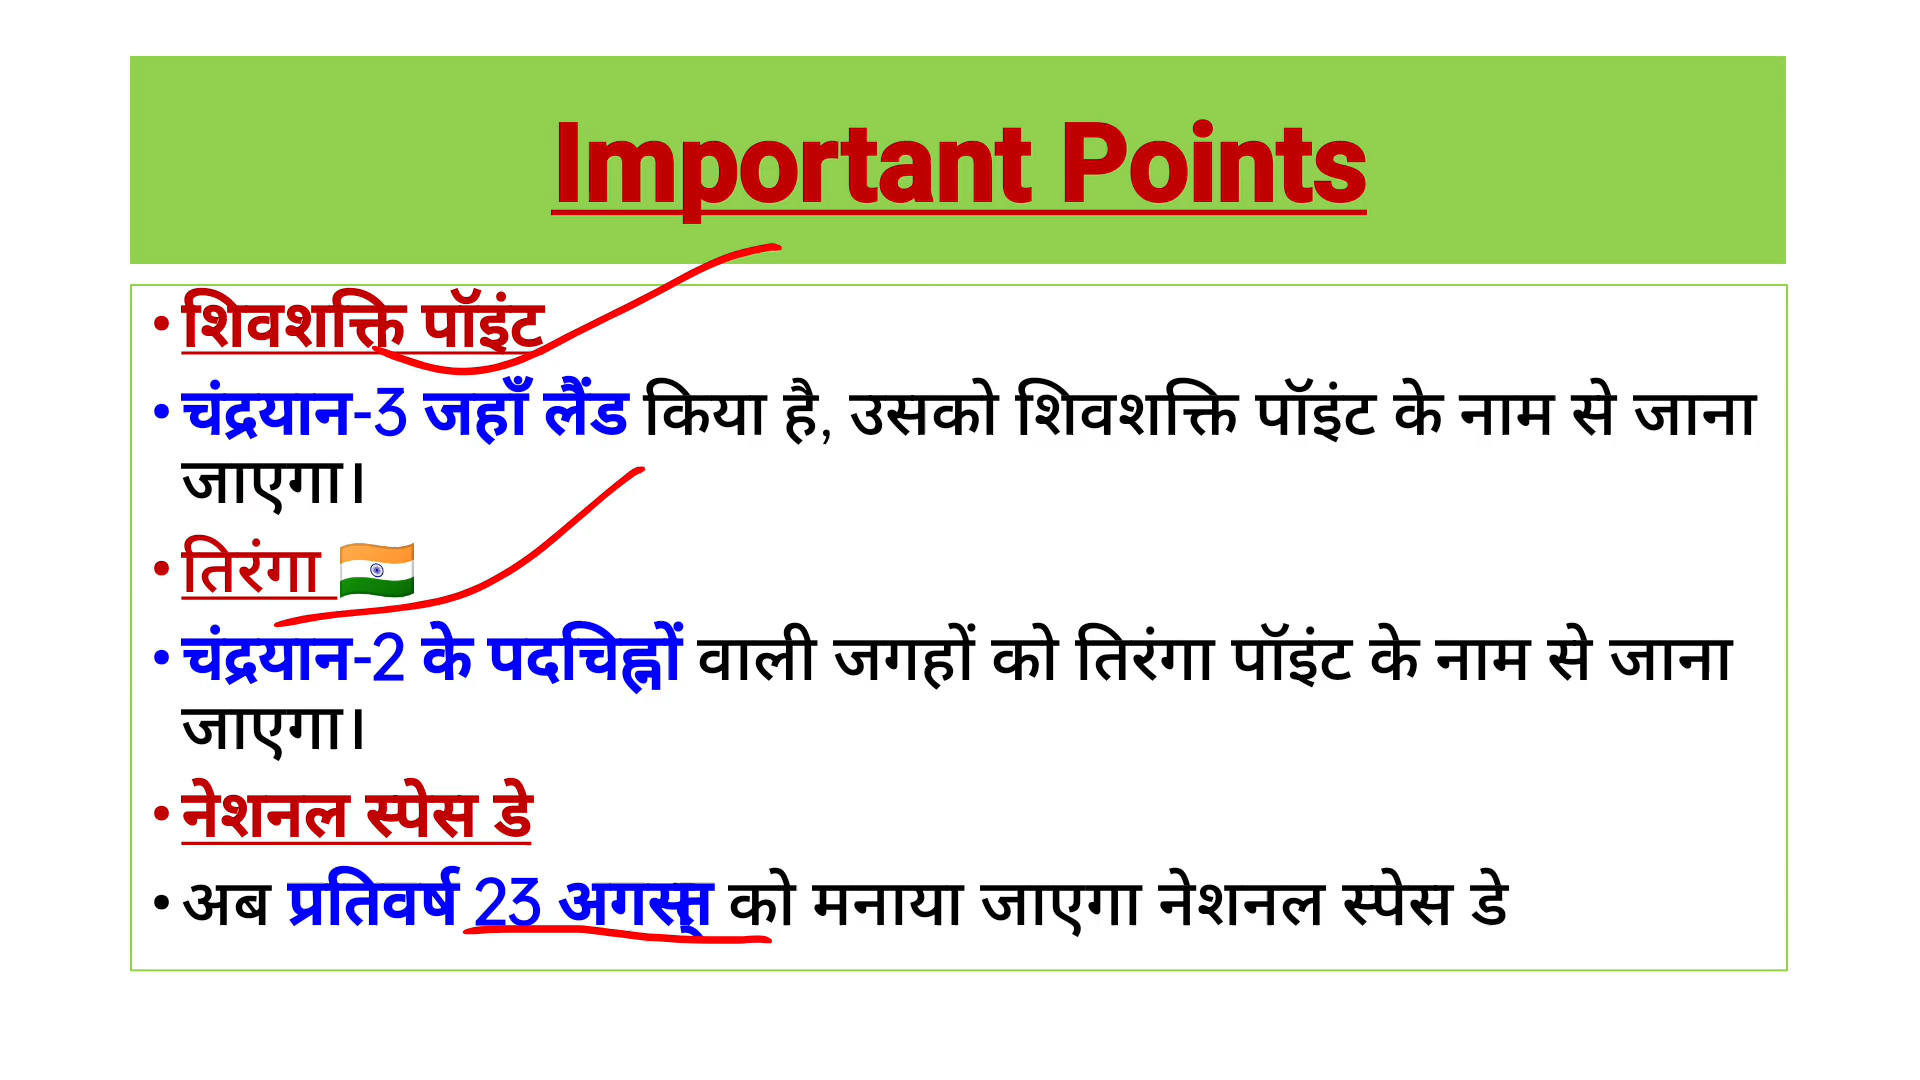 Important Points
• शिवशक्ति पॉइंट
• चंद्रयान-3 जहाँ लैंड किया है, उसको शिवशक्ति पॉइंट के नाम से जाना
जाएगा।
• तिरंगा 🇮🇳
• चंद्रयान-2 के पदचिह्नों वाली जगहों को तिरंगा पॉइंट के नाम से जाना
जाएगा।
• नेशनल स्पेस डे
• अब प्रतिवर्ष 23 अगस्त् को मनाया जाएगा नेशनल स्पेस डे